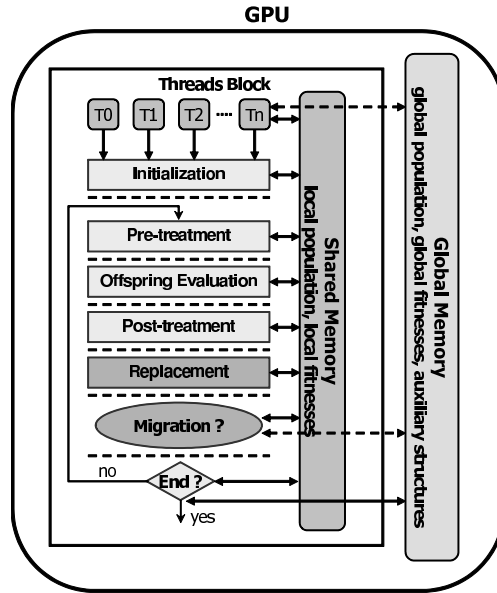 GPU
Threads Block
T0 T1 T2 .... Tn
Initialization
Pre-treatment
Offspring Evaluation
Post-treatment
Replacement
Migration ?
no
End ?
yes
Shared Memory
local population, local fitnesses
Global Memory
global population, global fitnesses, auxiliary structures